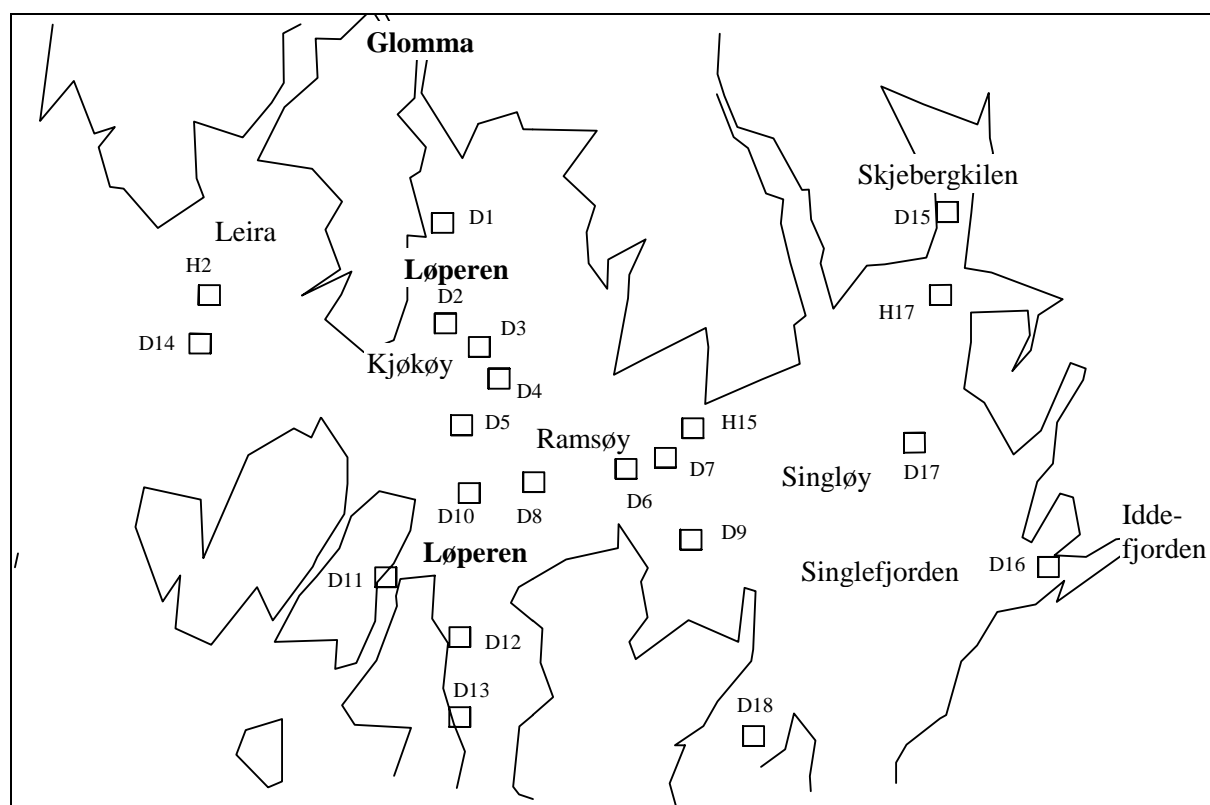 Glomma
Skjebergkilen
D15
D1
Leira
Løperen
H2
D2
H17
D3
D14
Kjøkøy
D4
D5
Ramsøy
H15
D7
Singløy
D17
D6
D10
D8
Idde-
fjorden
D9
Løperen
D16
Singlefjorden
D11
D12
D13
D18